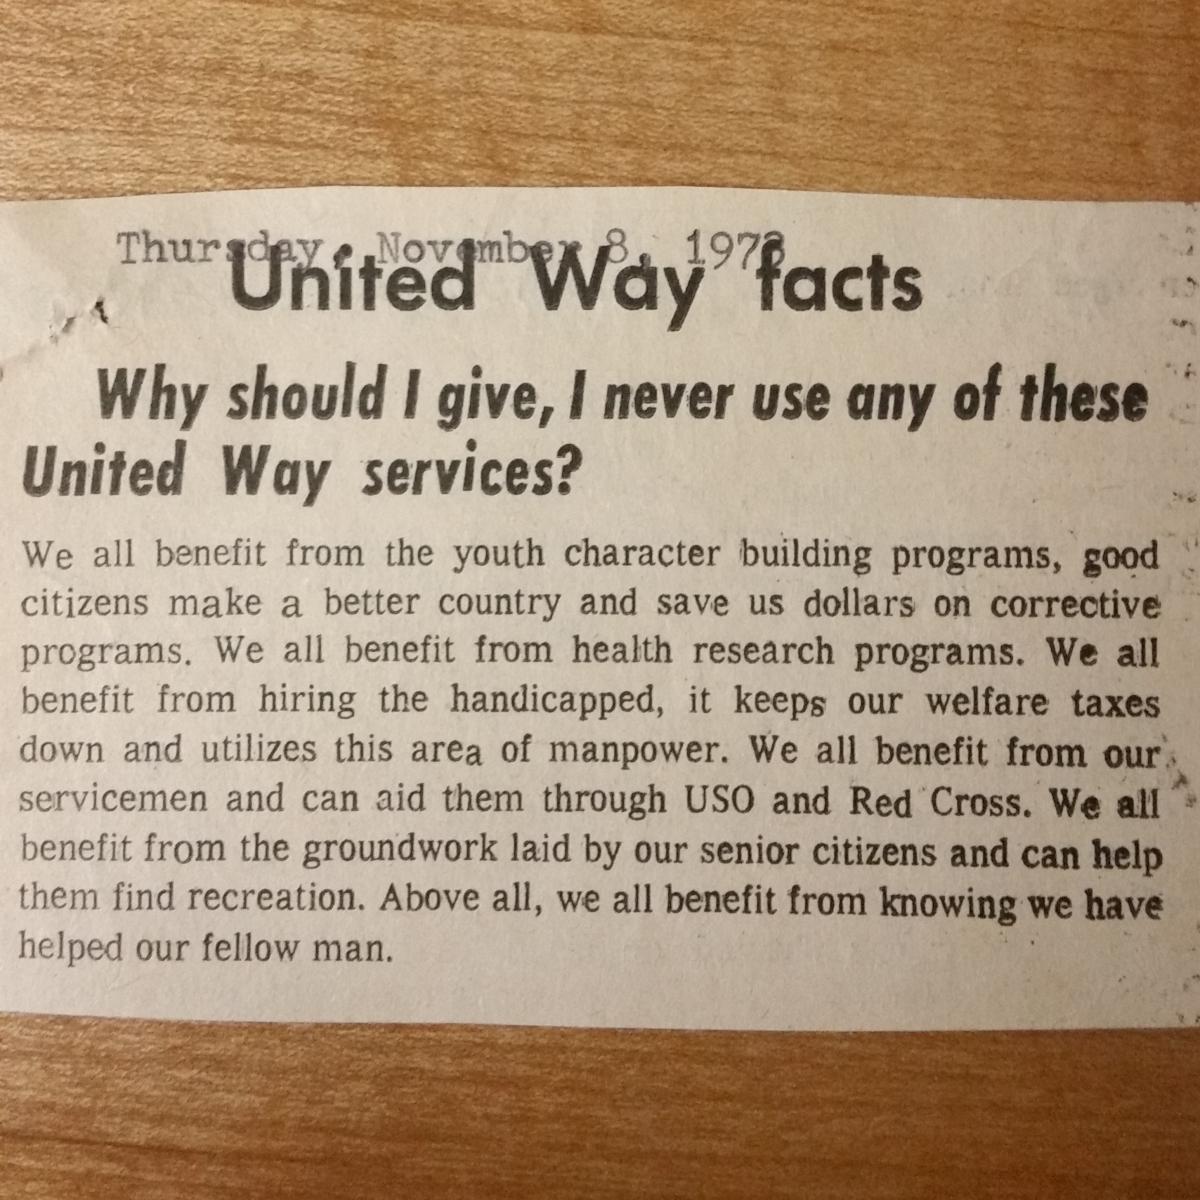 Thursday, November 8, 1973
United Way facts
Why should I give, I never use any of these
United Way services?
We all benefit from the youth character building programs, good
citizens make a better country and save us dollars on corrective
programs. We all benefit from health research programs. We all
benefit from hiring the handicapped, it keeps our welfare taxes
down and utilizes this area of manpower. We all benefit from our
servicemen and can aid them through USO and Red Cross. We all
benefit from the groundwork laid by our senior citizens and can help
them find recreation. Above all, we all benefit from knowing we have
helped our fellow man.